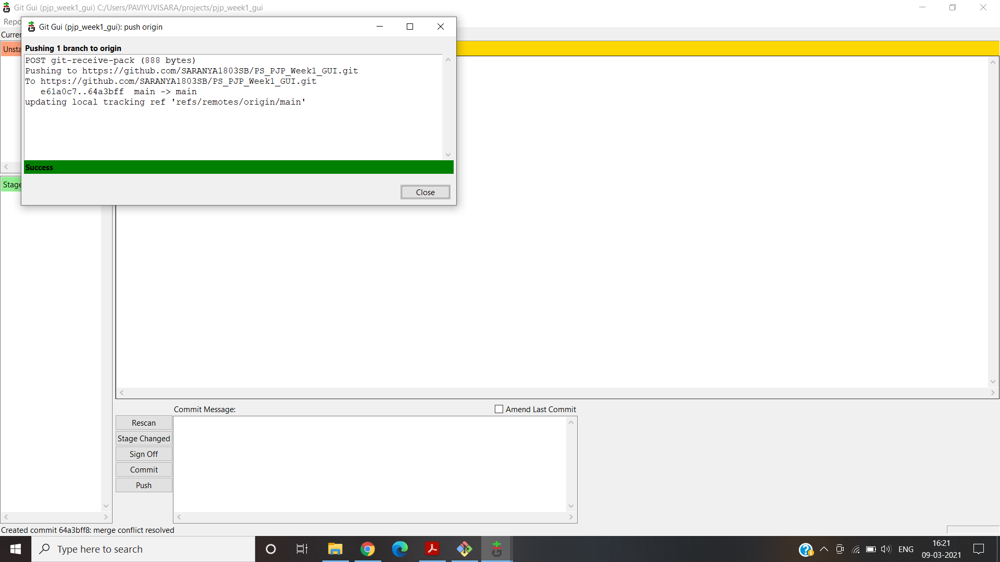 Git Gui (pjp_week1_gui) C:/Users/PAVIYUVISARA/projects/pjp_week1_gui
Repo
Curren
Unsta
Git Gui (pjp_week1_gui): push origin
Pushing 1 branch to origin
POST git-receive-pack (888 bytes)
Pushing to https://github.com/SARANYA1803SB/PS_PJP_Week1_GUI.git
To https://github.com/SARANYA1803SB/PS_PJP_Week1_GUI.git
e61a0c7..64a3bff  main -> main
updating local tracking ref 'refs/remotes/origin/main'
Success
Close
Stage
Commit Message:
Amend Last Commit
Rescan
Stage Changed
Sign Off
Commit
Push
Created commit 64a3bff8: merge conflict resolved
Type here to search
ENG
16:21
09-03-2021